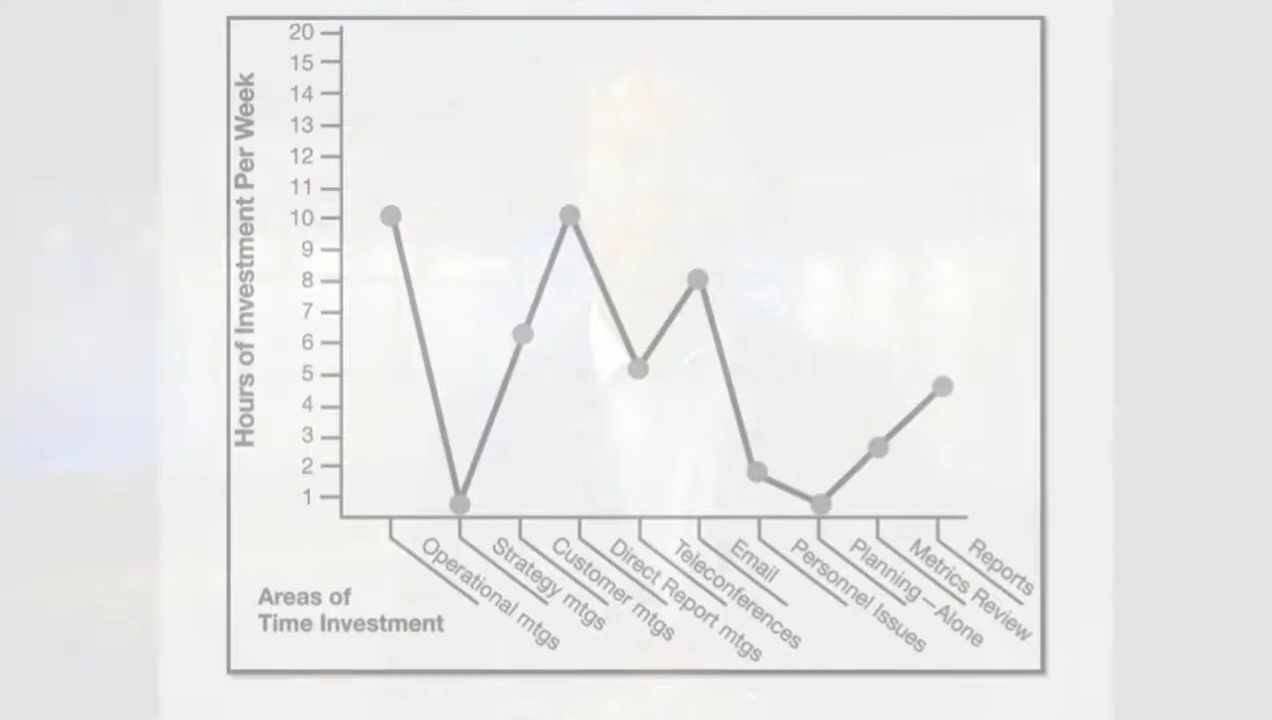 Hours of Investment Per Week
20
15
14
13
12
11
10
9
8
7
6
5
4
3
2
1
Operational mtgs
Strategy mtgs
Customer mtgs
Direct Report mtgs
Teleconferences
Email
Personnel Issues
Planning—Alone
Metrics Review
Reports
Areas of
Time Investment